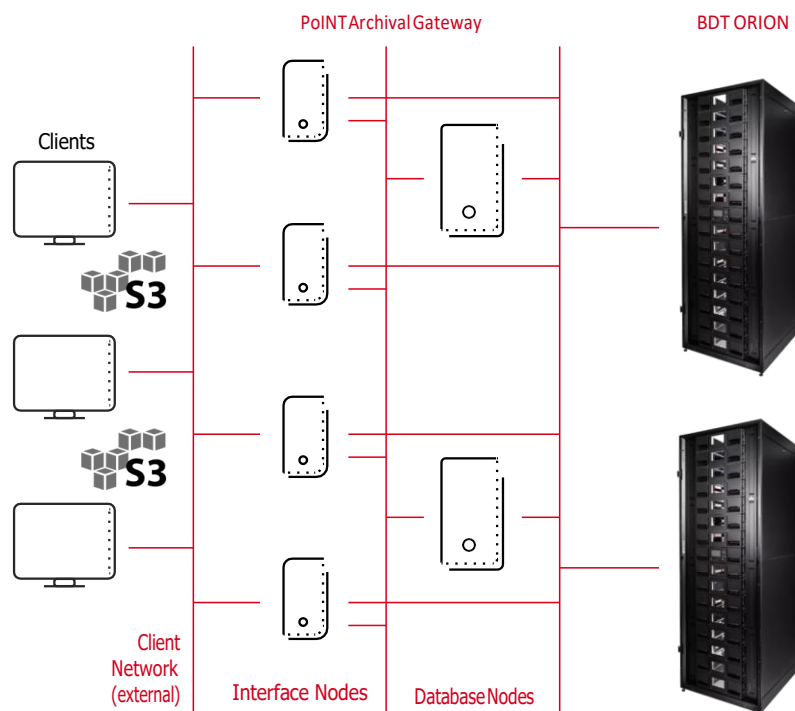 PoINT Archival Gateway
BDT ORION
Clients
S3
S3
Client
Network
(external)
Interface Nodes
Database Nodes